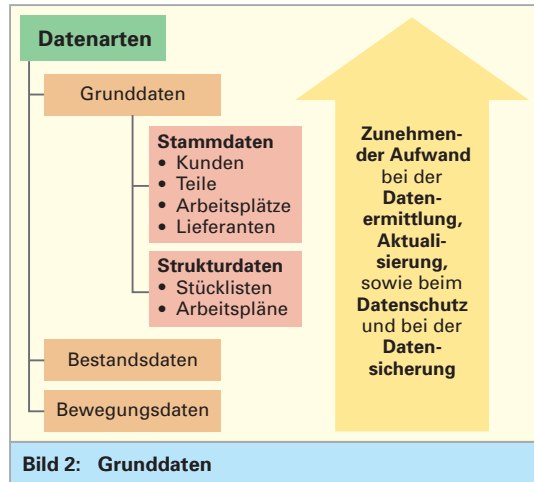 Datenarten
Grunddaten
Stammdaten
• Kunden
• Teile
• Arbeitsplätze
• Lieferanten
Strukturdaten
• Stücklisten
• Arbeitspläne
Bestandsdaten
Bewegungsdaten
Zunehmen-
der Aufwand
bei der
Daten-
ermittlung,
Aktuali-
sierung,
sowie beim
Datenschutz
und bei der
Daten-
sicherung
Bild 2: Grunddaten